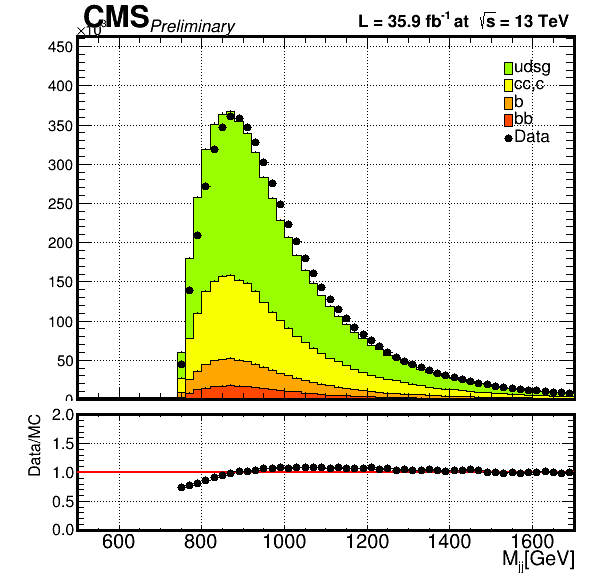 ×10³
CMS Preliminary
L = 35.9 fb⁻¹ at √s = 13 TeV
450
400
350
300
250
200
150
100
50
0
udsg
cc,c
b
bb
Data
Data/MC
2.0
1.5
1.0
0.5
0.0
600 800 1000 1200 1400 1600
Mjj[GeV]